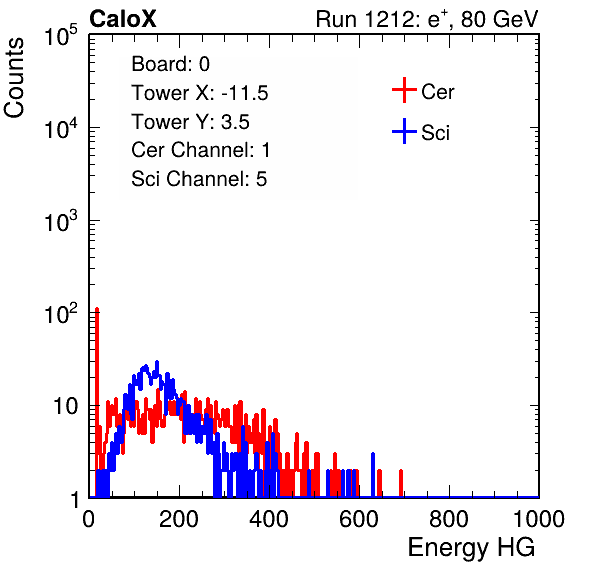 CaloX Run 1212: e⁺, 80 GeV
Counts
Board: 0
Tower X: -11.5
Tower Y: 3.5
Cer Channel: 1
Sci Channel: 5
Cer
Sci
10⁵
10⁴
10³
10²
10
1
0 200 400 600 800 1000
Energy HG